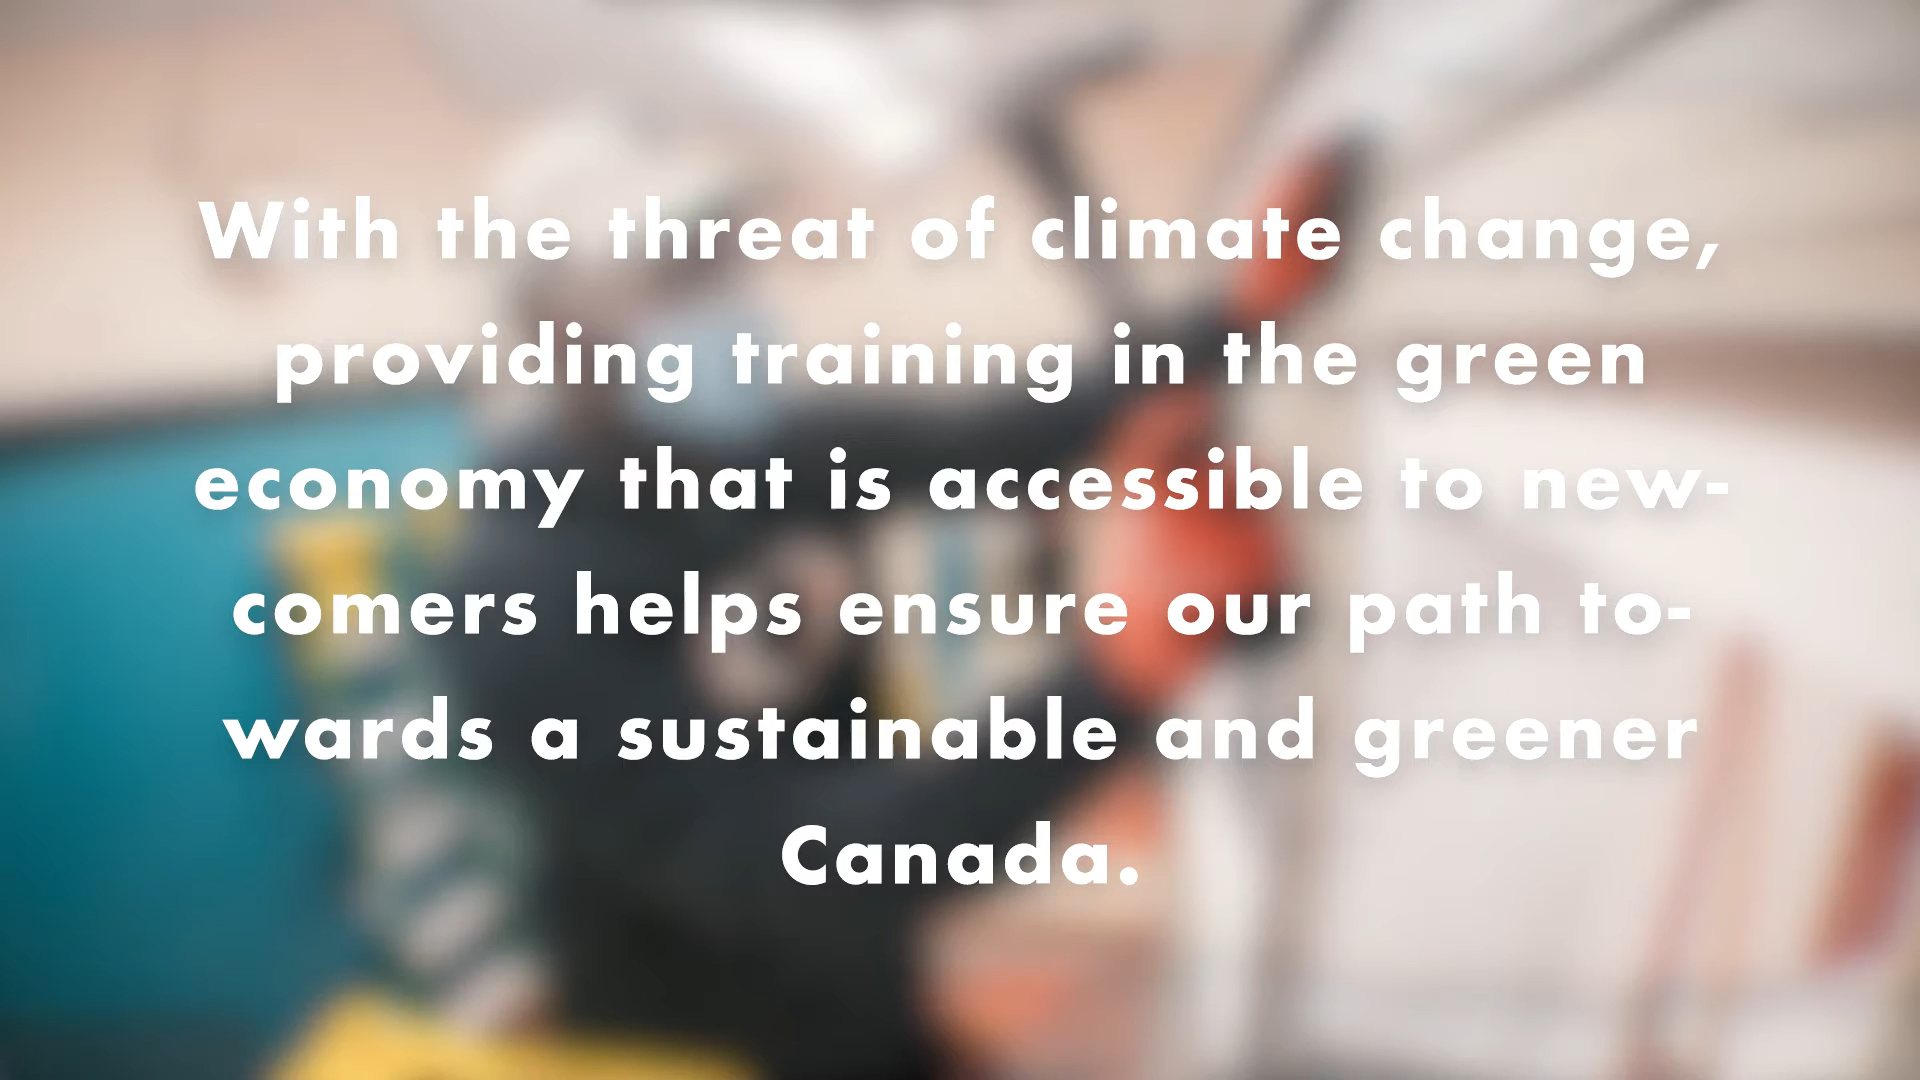 With the threat of climate change,
providing training in the green
economy that is accessible to new-
comers helps ensure our path to-
wards a sustainable and greener
Canada.